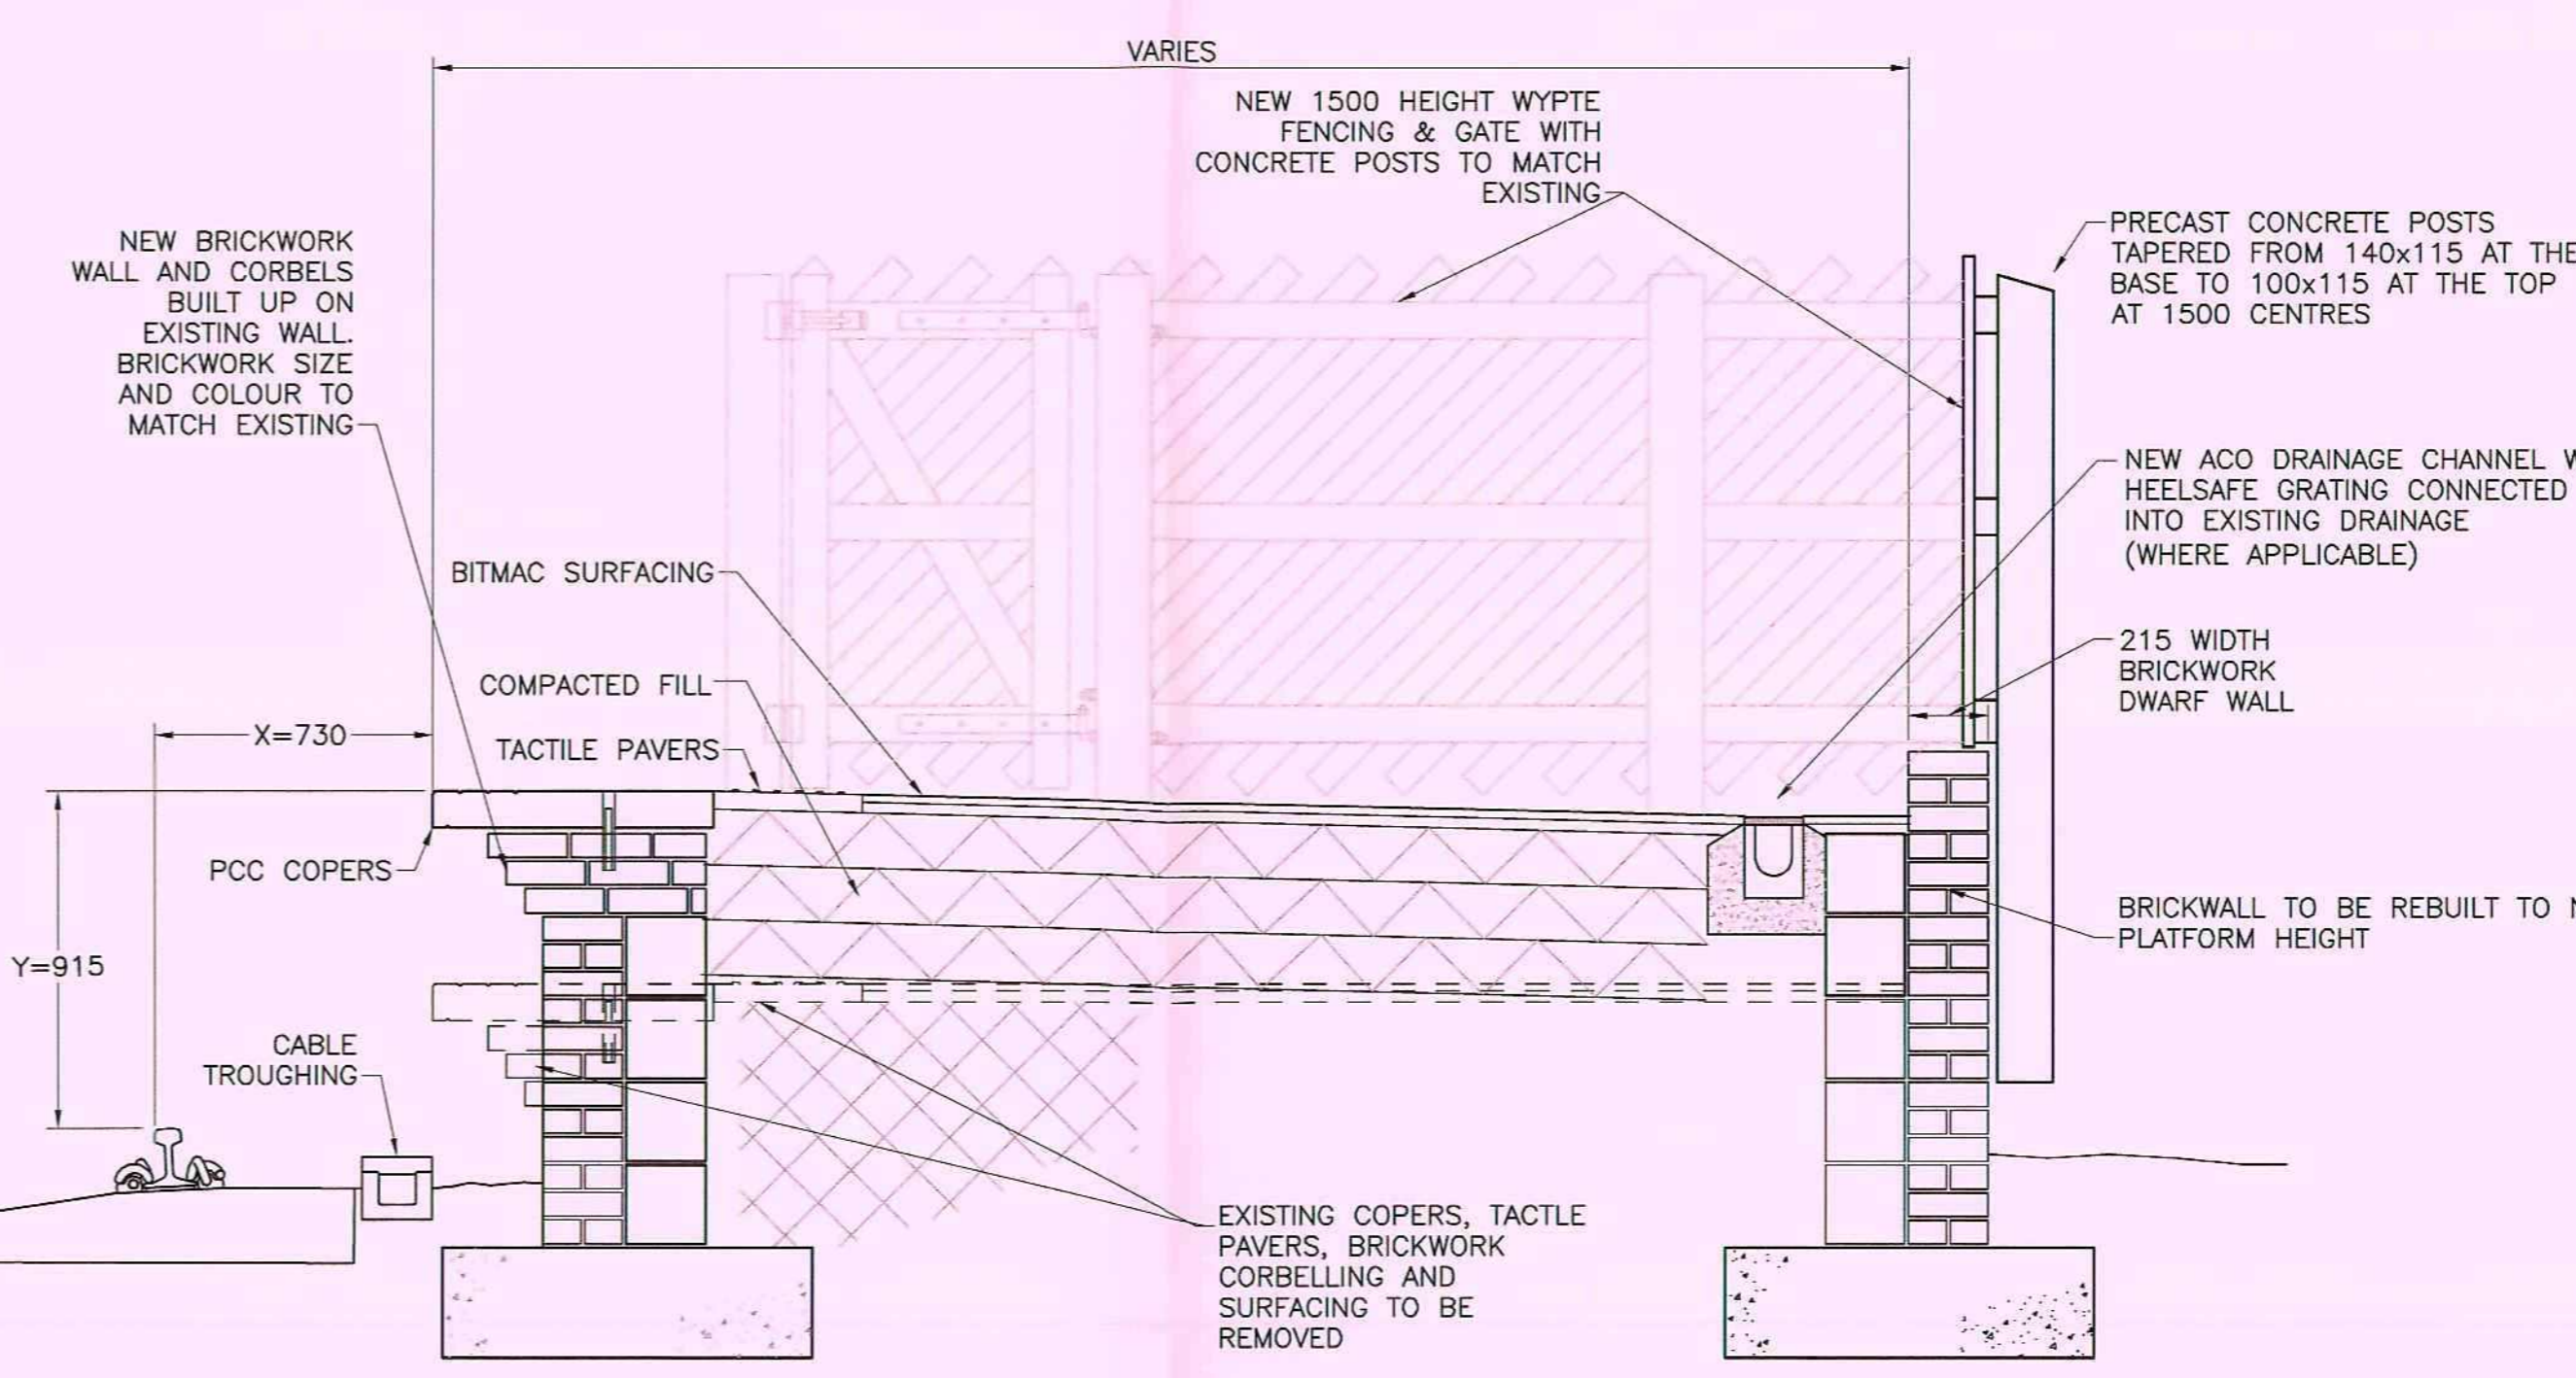 VARIES
NEW 1500 HEIGHT WYPTE
FENCING & GATE WITH
CONCRETE POSTS TO MATCH
EXISTING
NEW BRICKWORK
WALL AND CORBELS
BUILT UP ON
EXISTING WALL.
BRICKWORK SIZE
AND COLOUR TO
MATCH EXISTING
PRECAST CONCRETE POSTS
TAPERED FROM 140x115 AT THE
BASE TO 100x115 AT THE TOP
AT 1500 CENTRES
NEW ACO DRAINAGE CHANNEL
HEELSAFE GRATING CONNECTED
INTO EXISTING DRAINAGE
(WHERE APPLICABLE)
BITMAC SURFACING
COMPACTED FILL
TACTILE PAVERS
215 WIDTH
BRICKWORK
DWARF WALL
X=730
PCC COPERS
Y=915
BRICKWALL TO BE REBUILT TO
PLATFORM HEIGHT
CABLE
TROUGHING
EXISTING COPERS, TACTLE
PAVERS, BRICKWORK
CORBELLING AND
SURFACING TO BE
REMOVED